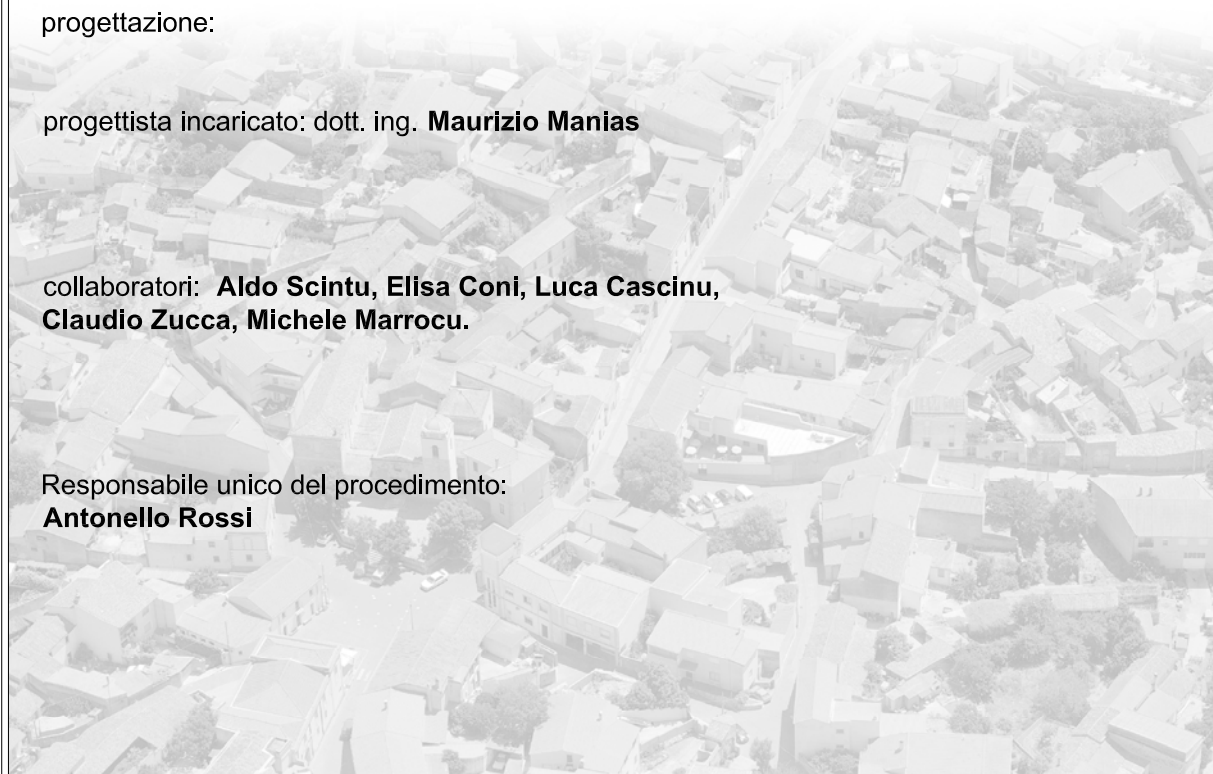 progettazione:
progettista incaricato: dott. ing. Maurizio Manias
collaboratori: Aldo Scintu, Elisa Coni, Luca Cascinu,
Claudio Zucca, Michele Marrocu.
Responsabile unico del procedimento:
Antonello Rossi